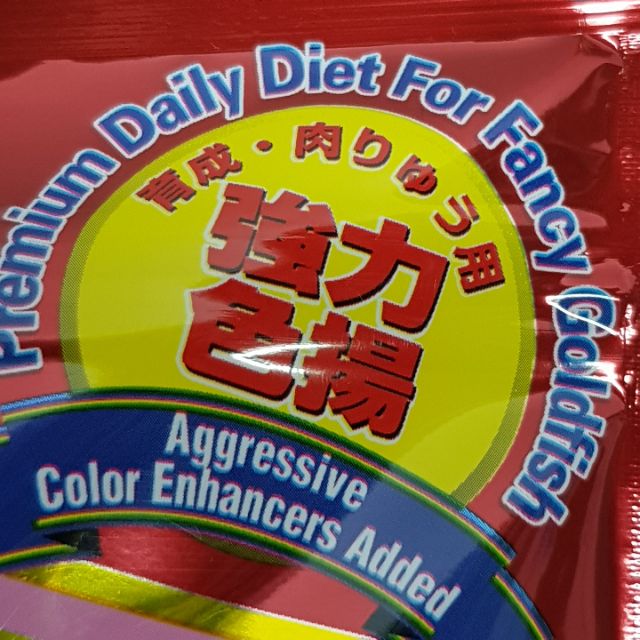 Premium Daily Diet For Fancy Goldfish
育成・肉りゅう用
強力
色揚
Aggressive
Color Enhancers Added